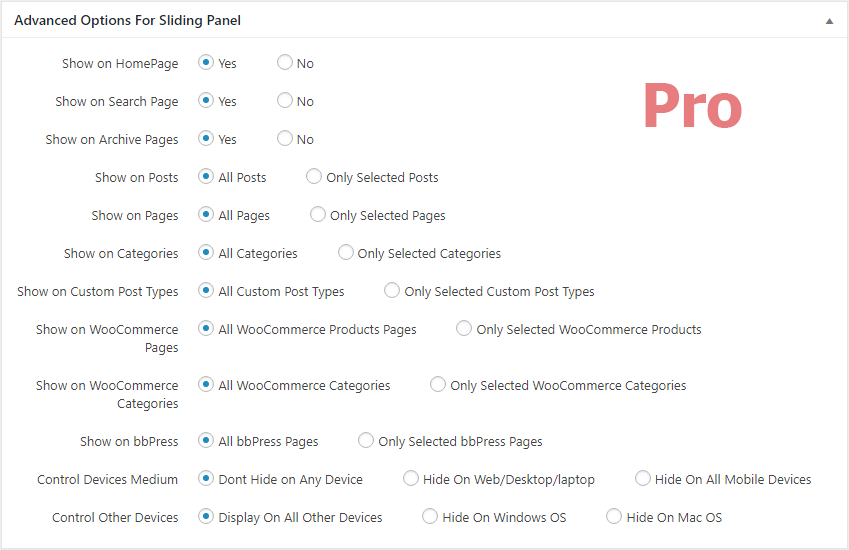 Advanced Options For Sliding Panel
Show on HomePage Yes No
Show on Search Page Yes No
Pro
Show on Archive Pages Yes No
Show on Posts All Posts Only Selected Posts
Show on Pages All Pages Only Selected Pages
Show on Categories All Categories Only Selected Categories
Show on Custom Post Types All Custom Post Types Only Selected Custom Post Types
Show on WooCommerce All WooCommerce Products Pages Only Selected WooCommerce Products
Pages
Show on WooCommerce All WooCommerce Categories Only Selected WooCommerce Categories
Categories
Show on bbPress All bbPress Pages Only Selected bbPress Pages
Control Devices Medium Dont Hide on Any Device Hide On Web/Desktop/laptop Hide On All Mobile Devices
Control Other Devices Display On All Other Devices Hide On Windows OS Hide On Mac OS